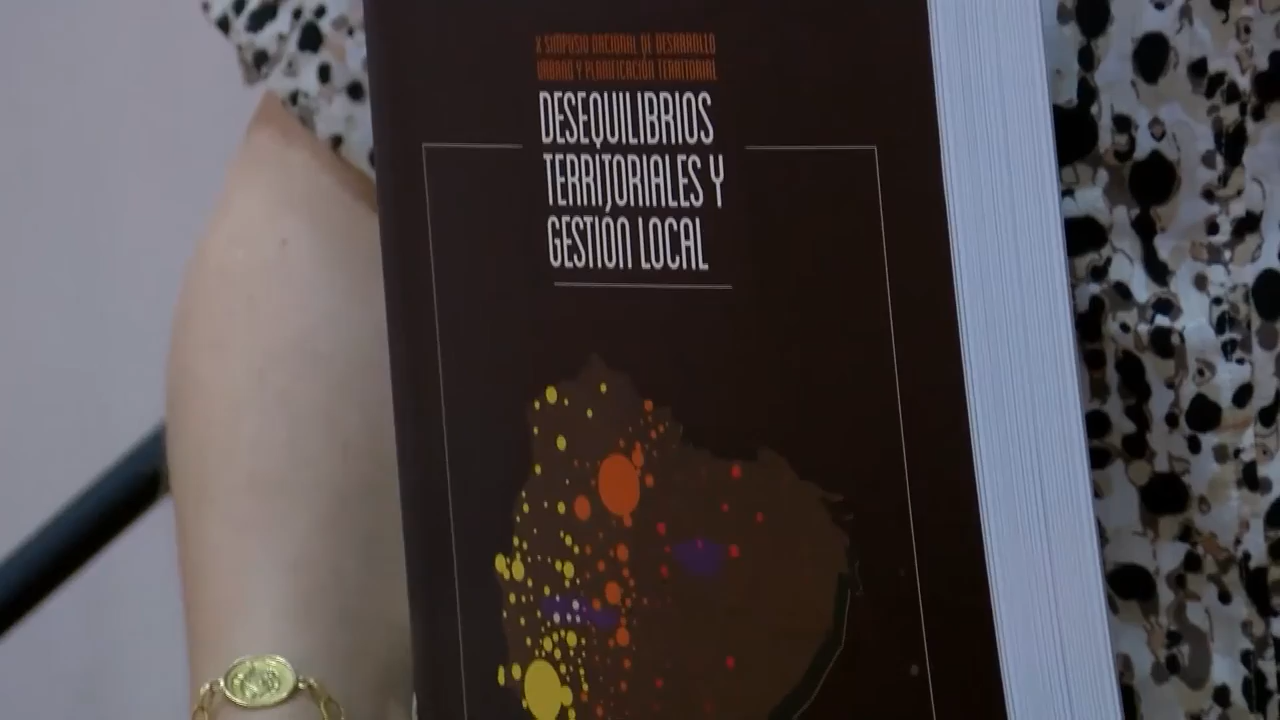 X SIMPOSIO NACIONAL DE DESARROLLO
URBANO Y PLANIFICACIÓN TERRITORIAL
DESEQUILIBRIOS
TERRITORIALES Y
GESTIÓN LOCAL